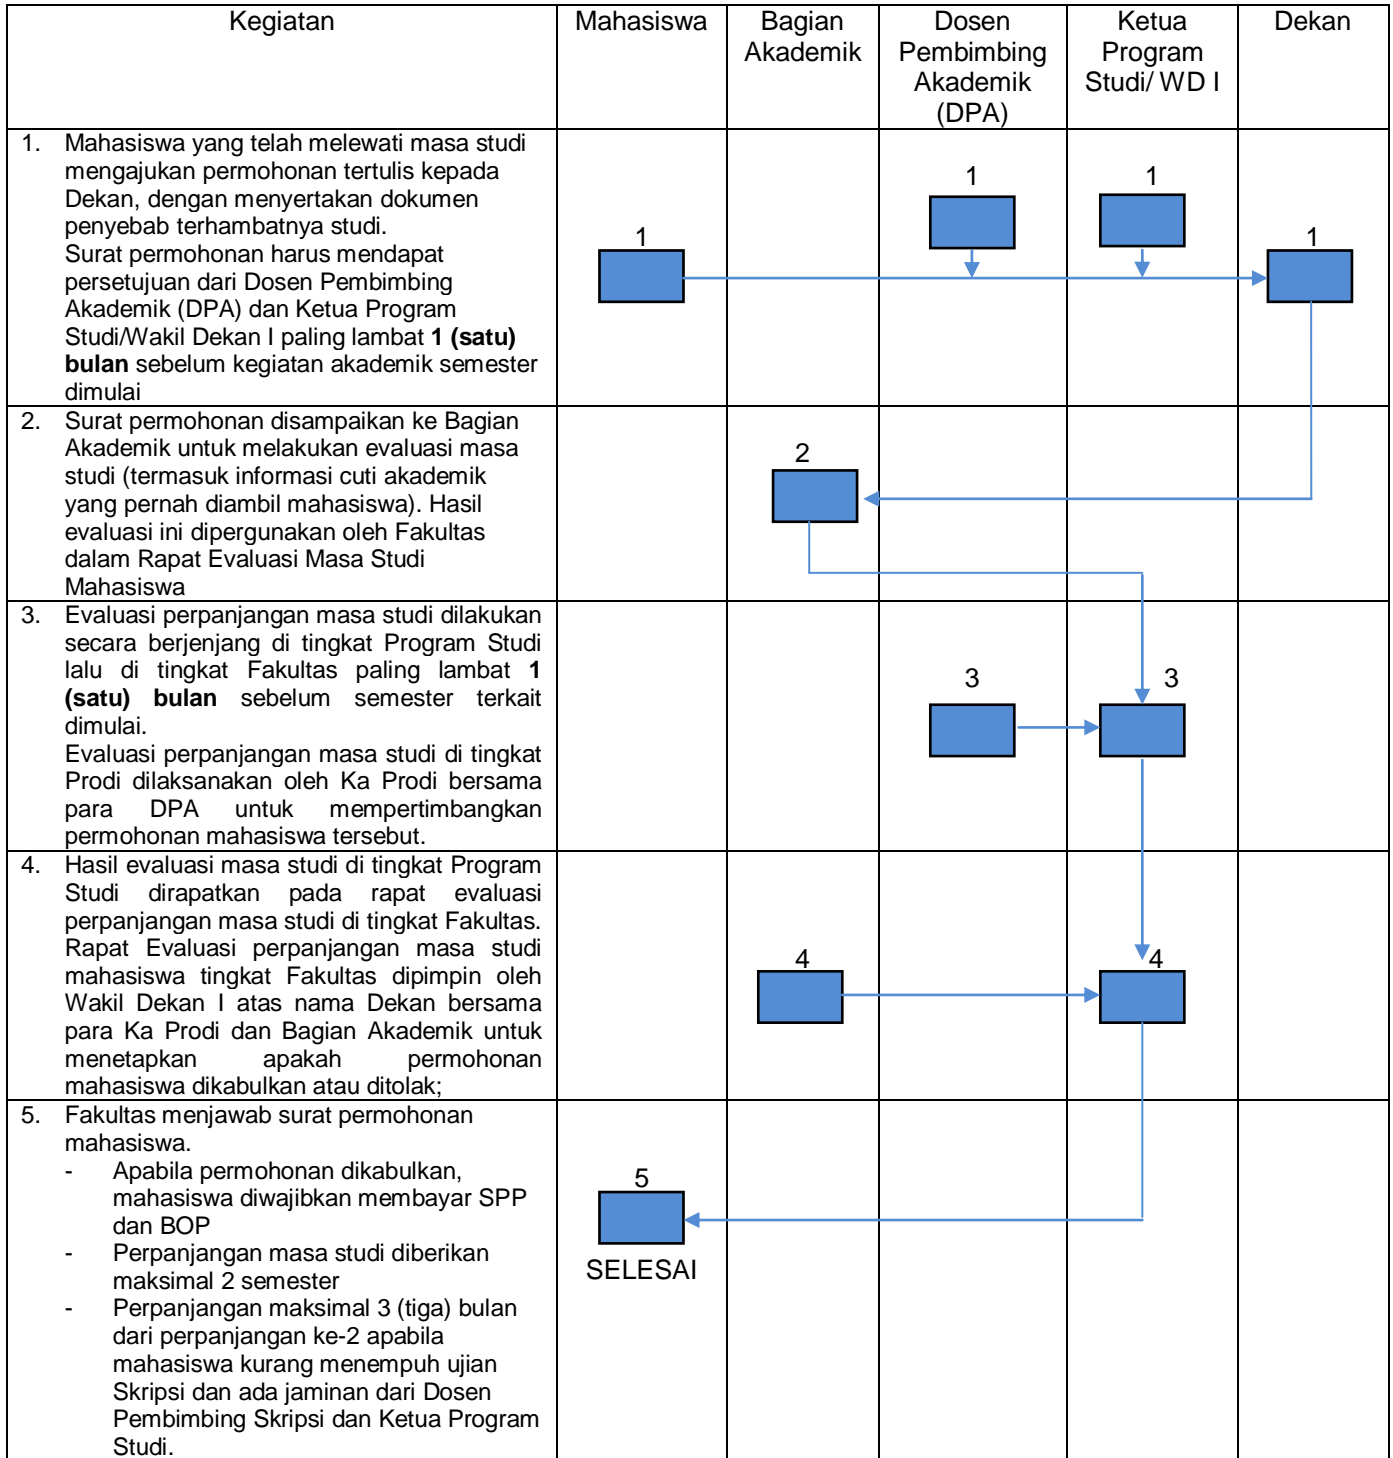 Kegiatan
Mahasiswa
Bagian
Akademik
Dosen
Pembimbing
Akademik
(DPA)
Ketua
Program
Studi/ WD I
Dekan
1. Mahasiswa yang telah melewati masa studi
mengajukan permohonan tertulis kepada
Dekan, dengan menyertakan dokumen
penyebab terhambatnya studi.
Surat permohonan harus mendapat
persetujuan dari Dosen Pembimbing
Akademik (DPA) dan Ketua Program
Studi/Wakil Dekan I paling lambat 1 (satu)
bulan sebelum kegiatan akademik semester
dimulai
1
1
1
1
2. Surat permohonan disampaikan ke Bagian
Akademik untuk melakukan evaluasi masa
studi (termasuk informasi cuti akademik
yang pernah diambil mahasiswa). Hasil
evaluasi ini dipergunakan oleh Fakultas
dalam Rapat Evaluasi Masa Studi
Mahasiswa
2
3. Evaluasi perpanjangan masa studi dilakukan
secara berjenjang di tingkat Program Studi
lalu di tingkat Fakultas paling lambat 1
(satu) bulan sebelum semester terkait
dimulai.
Evaluasi perpanjangan masa studi di tingkat
Prodi dilaksanakan oleh Ka Prodi bersama
para DPA untuk mempertimbangkan
permohonan mahasiswa tersebut.
3
3
4. Hasil evaluasi masa studi di tingkat Program
Studi dirapatkan pada rapat evaluasi
perpanjangan masa studi di tingkat Fakultas.
Rapat Evaluasi perpanjangan masa studi
mahasiswa tingkat Fakultas dipimpin oleh
Wakil Dekan I atas nama Dekan bersama
para Ka Prodi dan Bagian Akademik untuk
menetapkan apakah permohonan
mahasiswa dikabulkan atau ditolak;
4
4
5. Fakultas menjawab surat permohonan
mahasiswa.
- Apabila permohonan dikabulkan,
mahasiswa diwajibkan membayar SPP
dan BOP
- Perpanjangan masa studi diberikan
maksimal 2 semester
- Perpanjangan maksimal 3 (tiga) bulan
dari perpanjangan ke-2 apabila
mahasiswa kurang menempuh ujian
Skripsi dan ada jaminan dari Dosen
Pembimbing Skripsi dan Ketua Program
Studi.
5
SELESAI